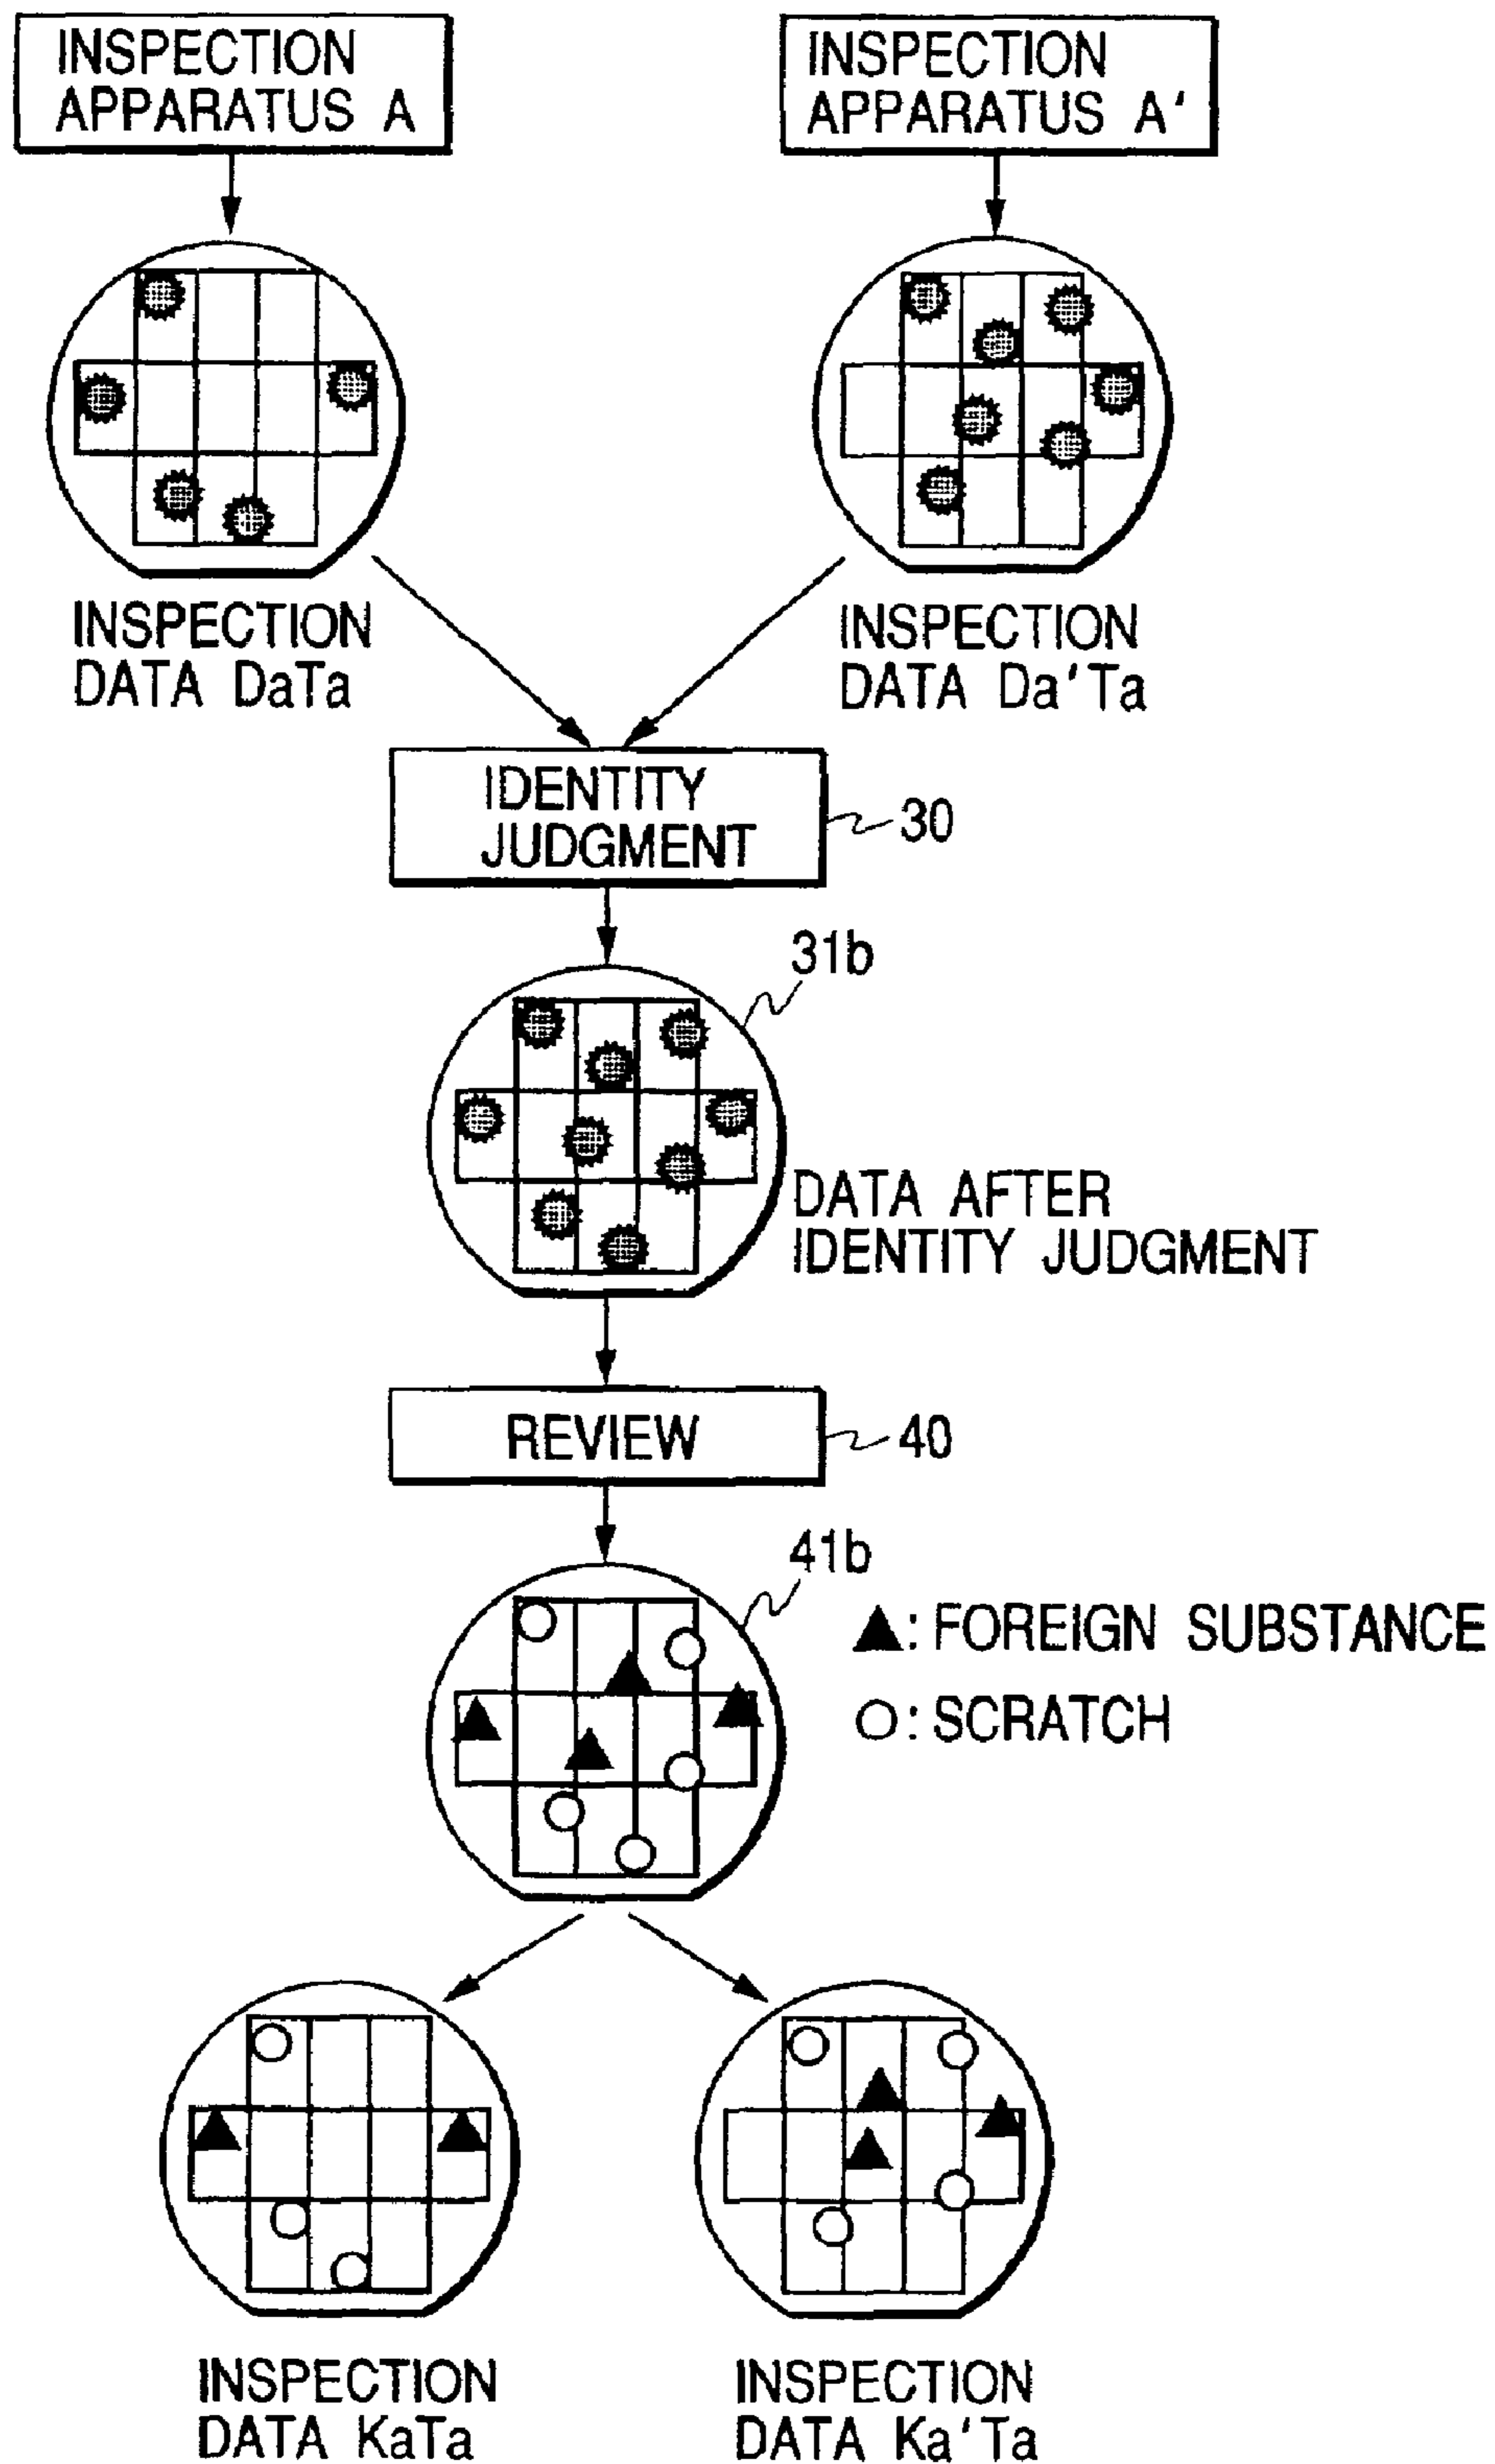 INSPECTION
APPARATUS A
INSPECTION
APPARATUS A'
INSPECTION
DATA DaTa
INSPECTION
DATA Da'Ta
IDENTITY
JUDGMENT
30
31b
DATA AFTER
IDENTITY JUDGMENT
REVIEW
40
41b
▲: FOREIGN SUBSTANCE
○: SCRATCH
INSPECTION
DATA KaTa
INSPECTION
DATA Ka'Ta